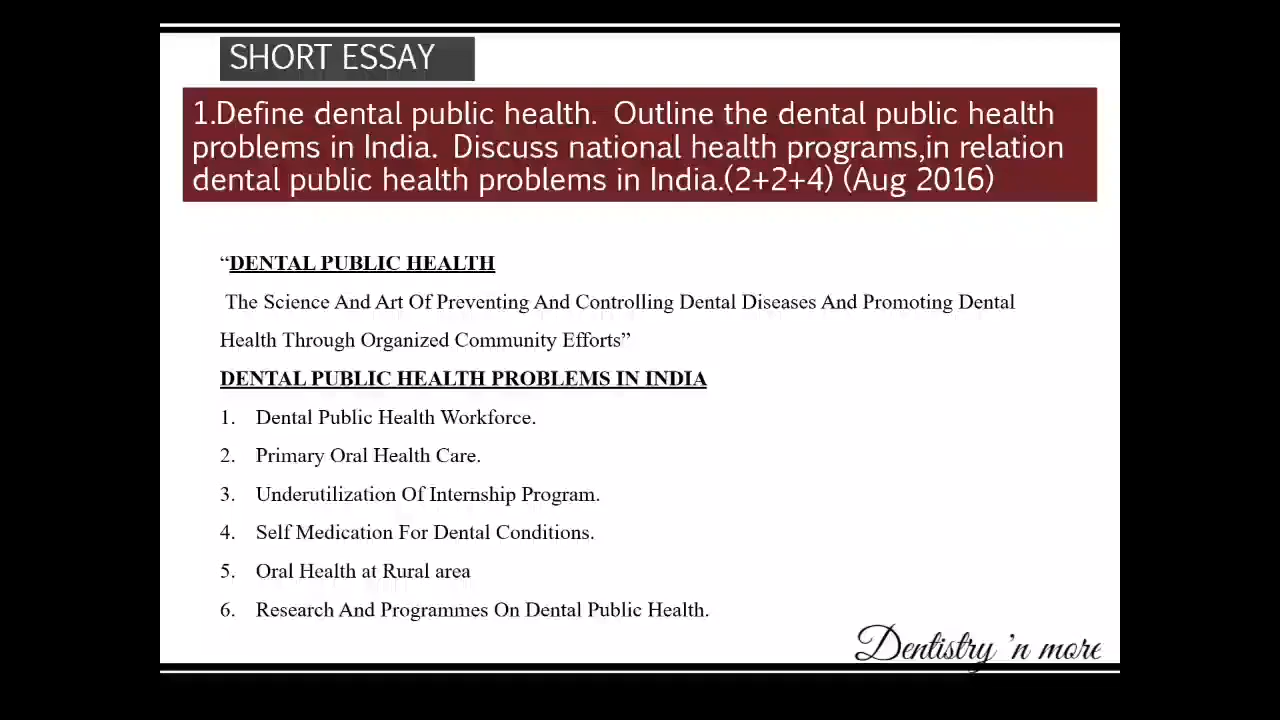 SHORT ESSAY
1.Define dental public health. Outline the dental public health
problems in India. Discuss national health programs,in relation
dental public health problems in India.(2+2+4) (Aug 2016)
“DENTAL PUBLIC HEALTH
The Science And Art Of Preventing And Controlling Dental Diseases And Promoting Dental
Health Through Organized Community Efforts”
DENTAL PUBLIC HEALTH PROBLEMS IN INDIA
1. Dental Public Health Workforce.
2. Primary Oral Health Care.
3. Underutilization Of Internship Program.
4. Self Medication For Dental Conditions.
5. Oral Health at Rural area
6. Research And Programmes On Dental Public Health.
Dentistry 'n more